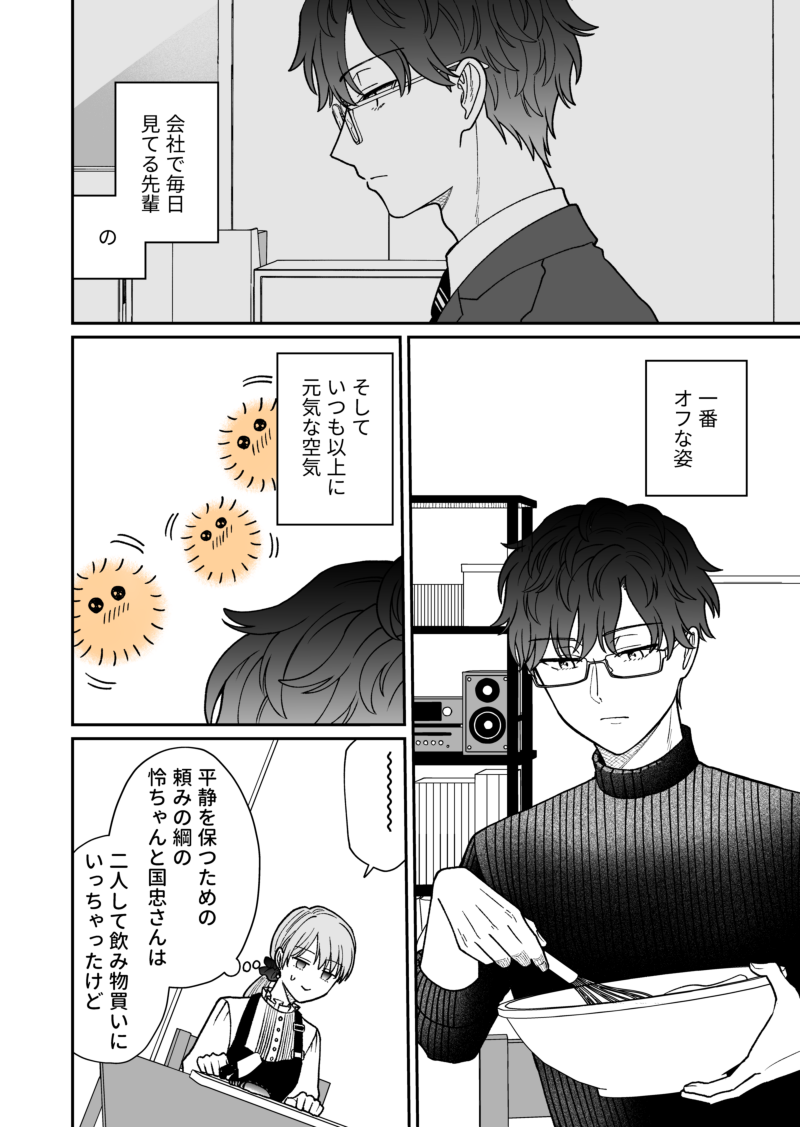 会社で毎日
見てる先輩
の
一番
オフな姿
そして
いつも以上に
元気な空気
平静を保つための
頼みの綱の
怜ちゃんと国忠さんは
二人して飲み物買いに
いっちゃったけど